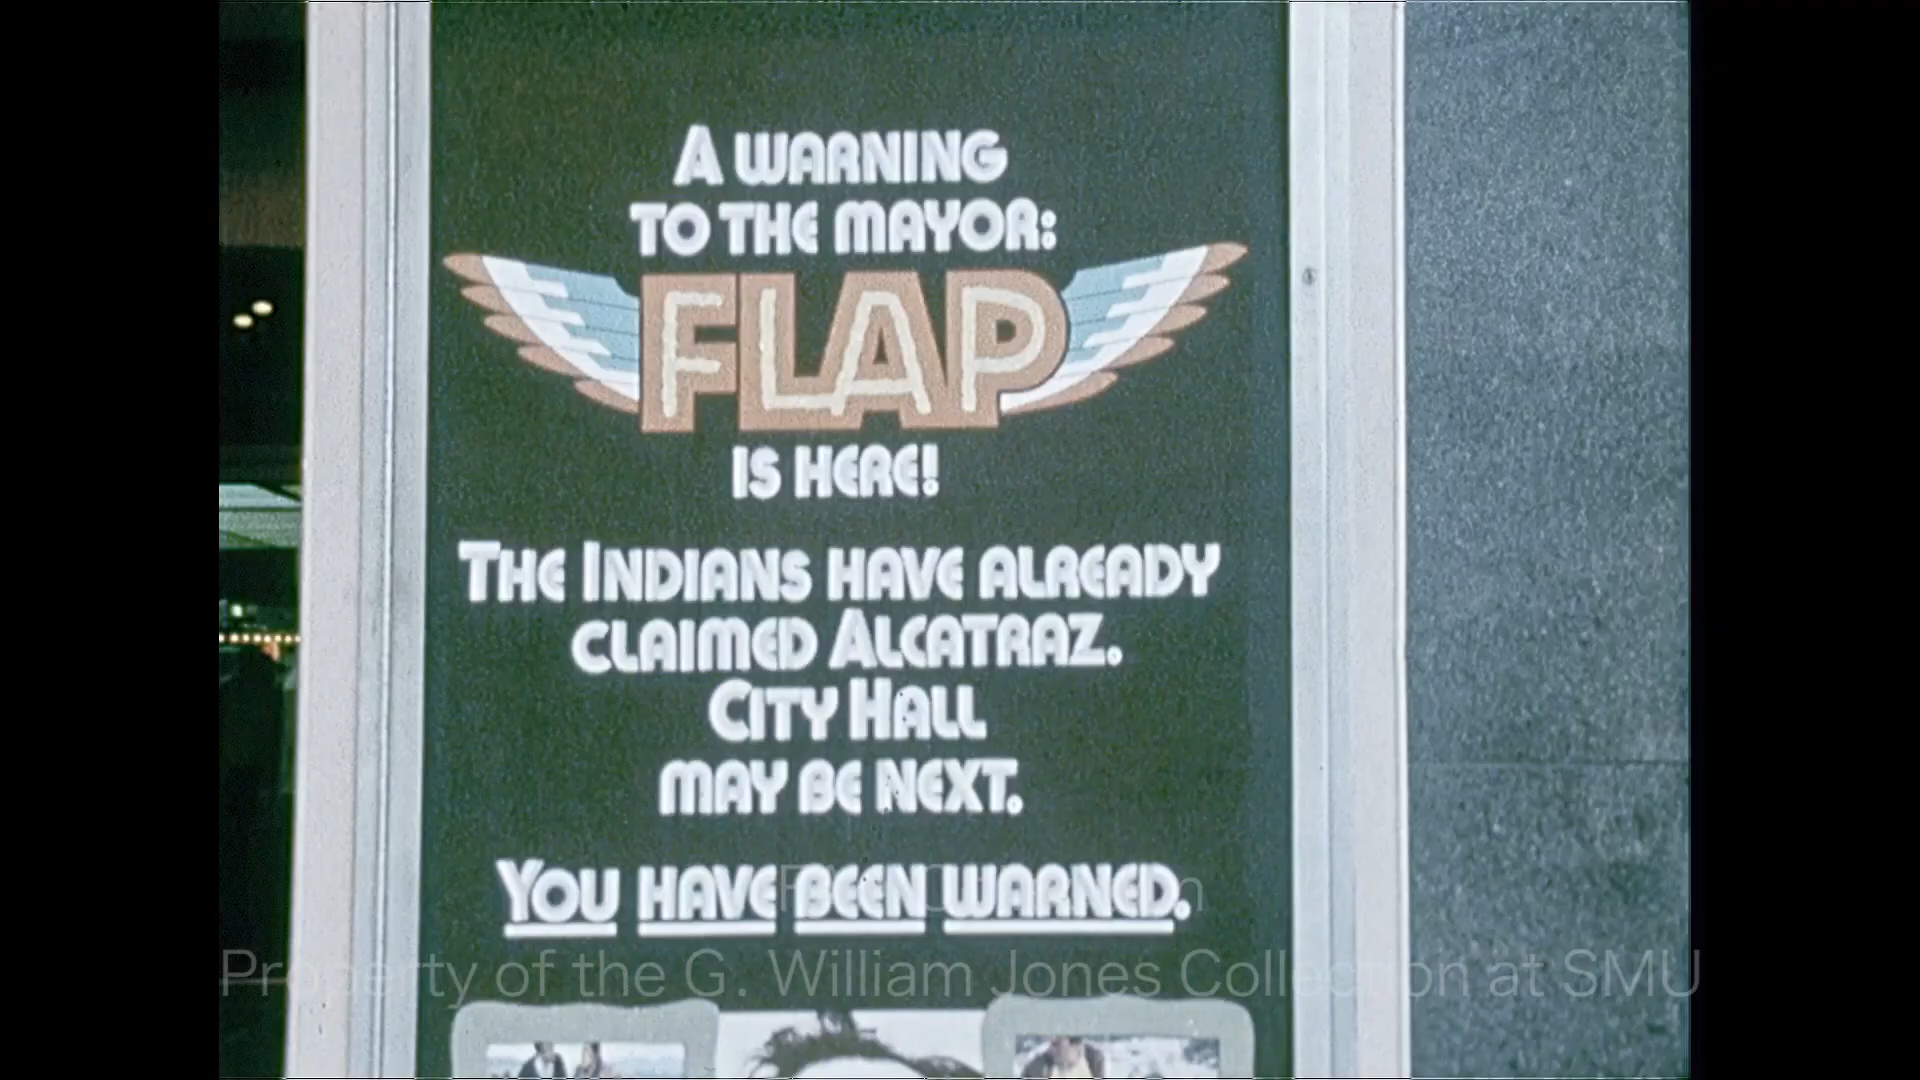 A WARNING
TO THE MAYOR:
FLAP
IS HERE!
THE INDIANS HAVE ALREADY
CLAIMED ALCATRAZ.
CITY HALL
MAY BE NEXT.
YOU HAVE BEEN WARNED.
Property of the G. William Jones Collection at SMU